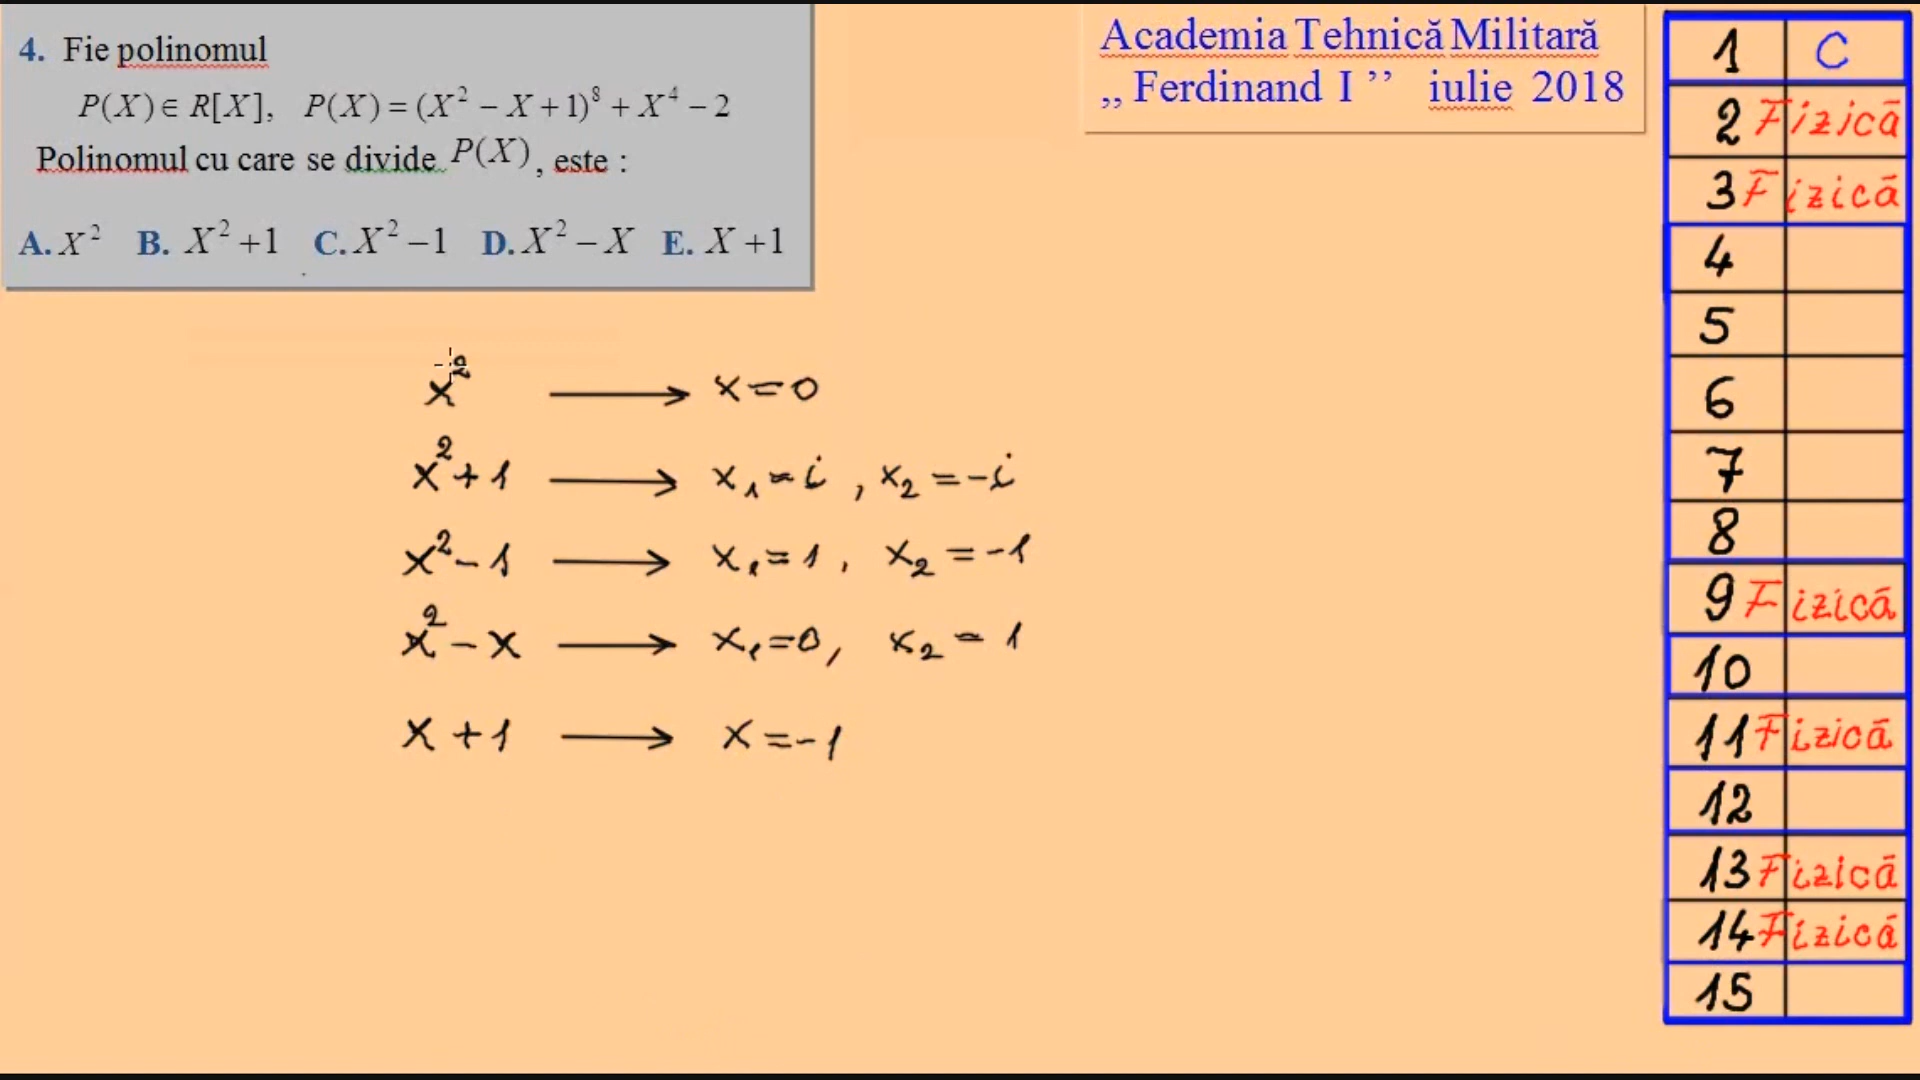 4. Fie polinomul
P(X)∈ R[X], P(X) = (X² − X + 1)⁸ + X⁴ − 2
Polinomul cu care se divide P(X), este :
A. X² B. X² +1 C. X² −1 D. X² − X E. X +1
Academia Tehnică Militară
,, Ferdinand I ’’ iulie 2018
x² ⟶ x=0
x²+1 ⟶ x₁=i , x₂=-i
x²-1 ⟶ x₁=1, x₂=-1
x²-x ⟶ x₁=0, x₂=1
x+1 ⟶ x=-1
1 C
2 Fizică
3 Fizică
4
5
6
7
8
9 Fizică
10
11 Fizică
12
13 Fizică
14 Fizică
15